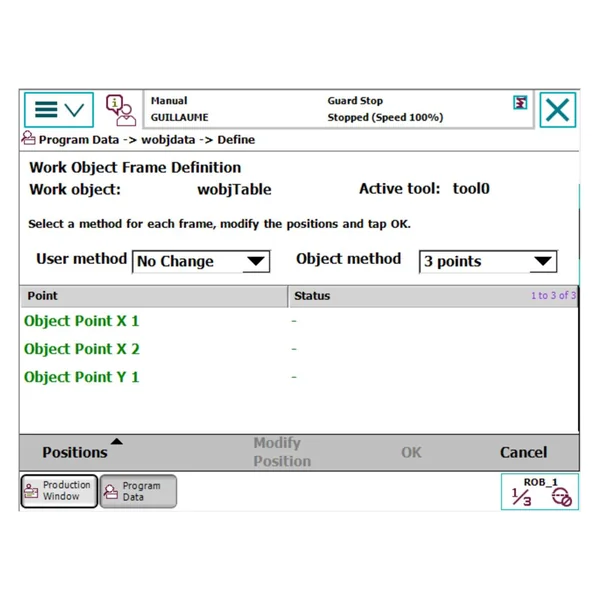 Manual
GUILLAUME
Guard Stop
Stopped (Speed 100%)
Program Data -> wobjdata -> Define
Work Object Frame Definition
Work object: wobjTable Active tool: tool0
Select a method for each frame, modify the positions and tap OK.
User method No Change Object method 3 points
Point Status 1 to 3 of 3
Object Point X 1 -
Object Point X 2 -
Object Point Y 1 -
Positions Modify Position OK Cancel
Production Window
Program Data
ROB_1
1/3